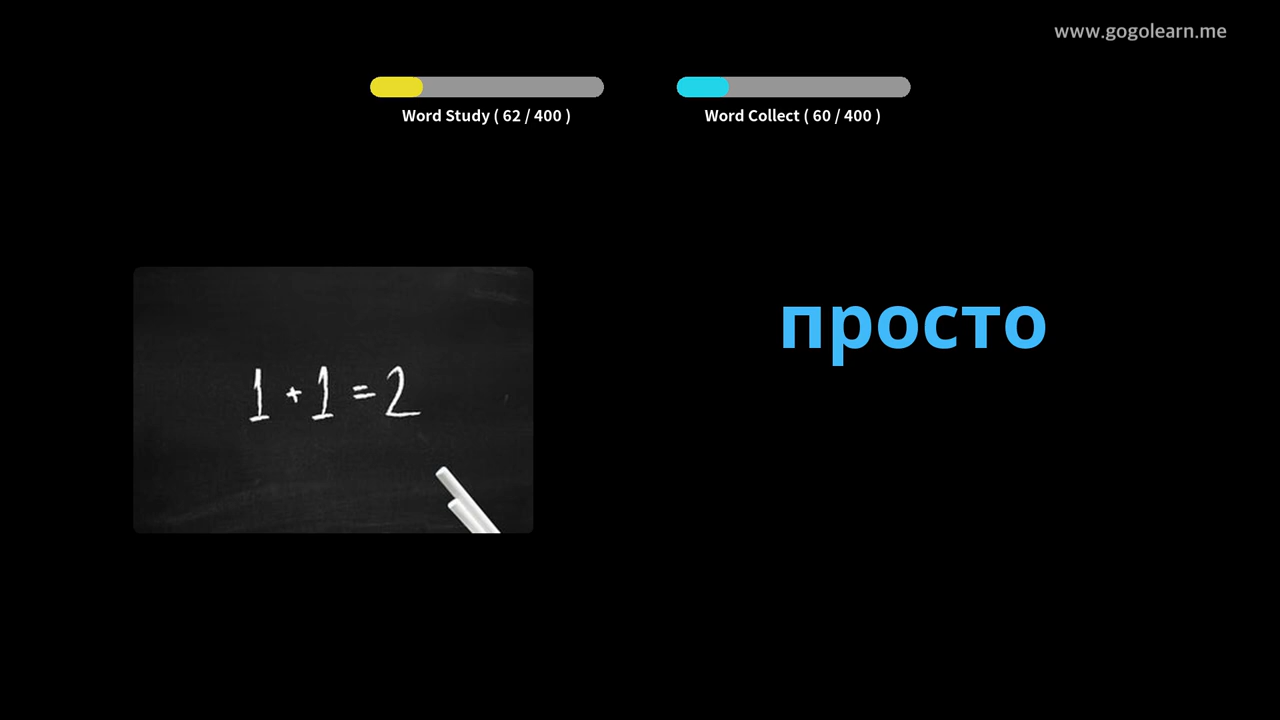 www.gogolearn.me
Word Study ( 62 / 400 )
Word Collect ( 60 / 400 )
просто
1 + 1 = 2